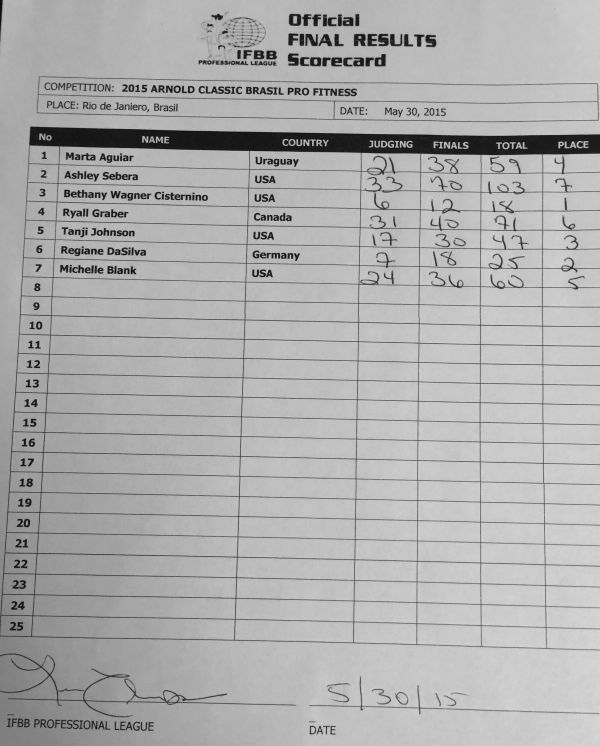 Official
FINAL RESULTS
Scorecard
IFBB
PROFESSIONAL LEAGUE
COMPETITION: 2015 ARNOLD CLASSIC BRASIL PRO FITNESS
PLACE: Rio de Janiero, Brasil DATE: May 30, 2015
No NAME COUNTRY JUDGING FINALS TOTAL PLACE
1 Marta Aguiar Uraguay 21 38 59 4
2 Ashley Sebera USA 33 70 103 7
3 Bethany Wagner Cisternino USA 6 12 18 1
4 Ryall Graber Canada 31 40 71 6
5 Tanji Johnson USA 17 30 47 3
6 Regiane DaSilva Germany 7 18 25 2
7 Michelle Blank USA 24 36 60 5
8
9
10
11
12
13
14
15
16
17
18
19
20
21
22
23
24
25
5/30/15
IFBB PROFESSIONAL LEAGUE DATE